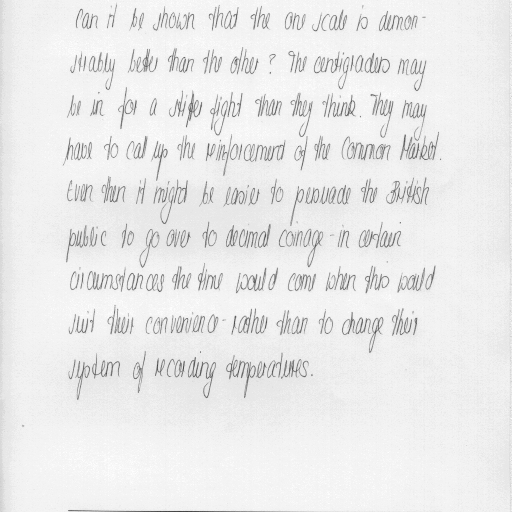 can it be shown that the one scale is demon-
strably better than the other? The centigraders may
be in for a stiffer fight than they think. They may
have to call up the reinforcement of the Common Market.
Even then it might be easier to persuade the British
public to go over to decimal coinage - in certain
circumstances the time would come when this would
suit their convenience - rather than to change their
system of recording temperatures.